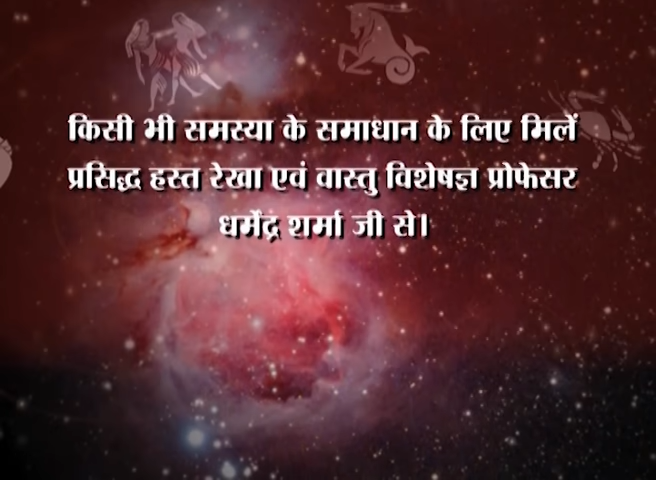 किसी भी समस्या के समाधान के लिए मिलें
प्रसिद्ध हस्त रेखा एवं वास्तु विशेषज्ञ प्रोफेसर
धर्मेंद्र शर्मा जी से।